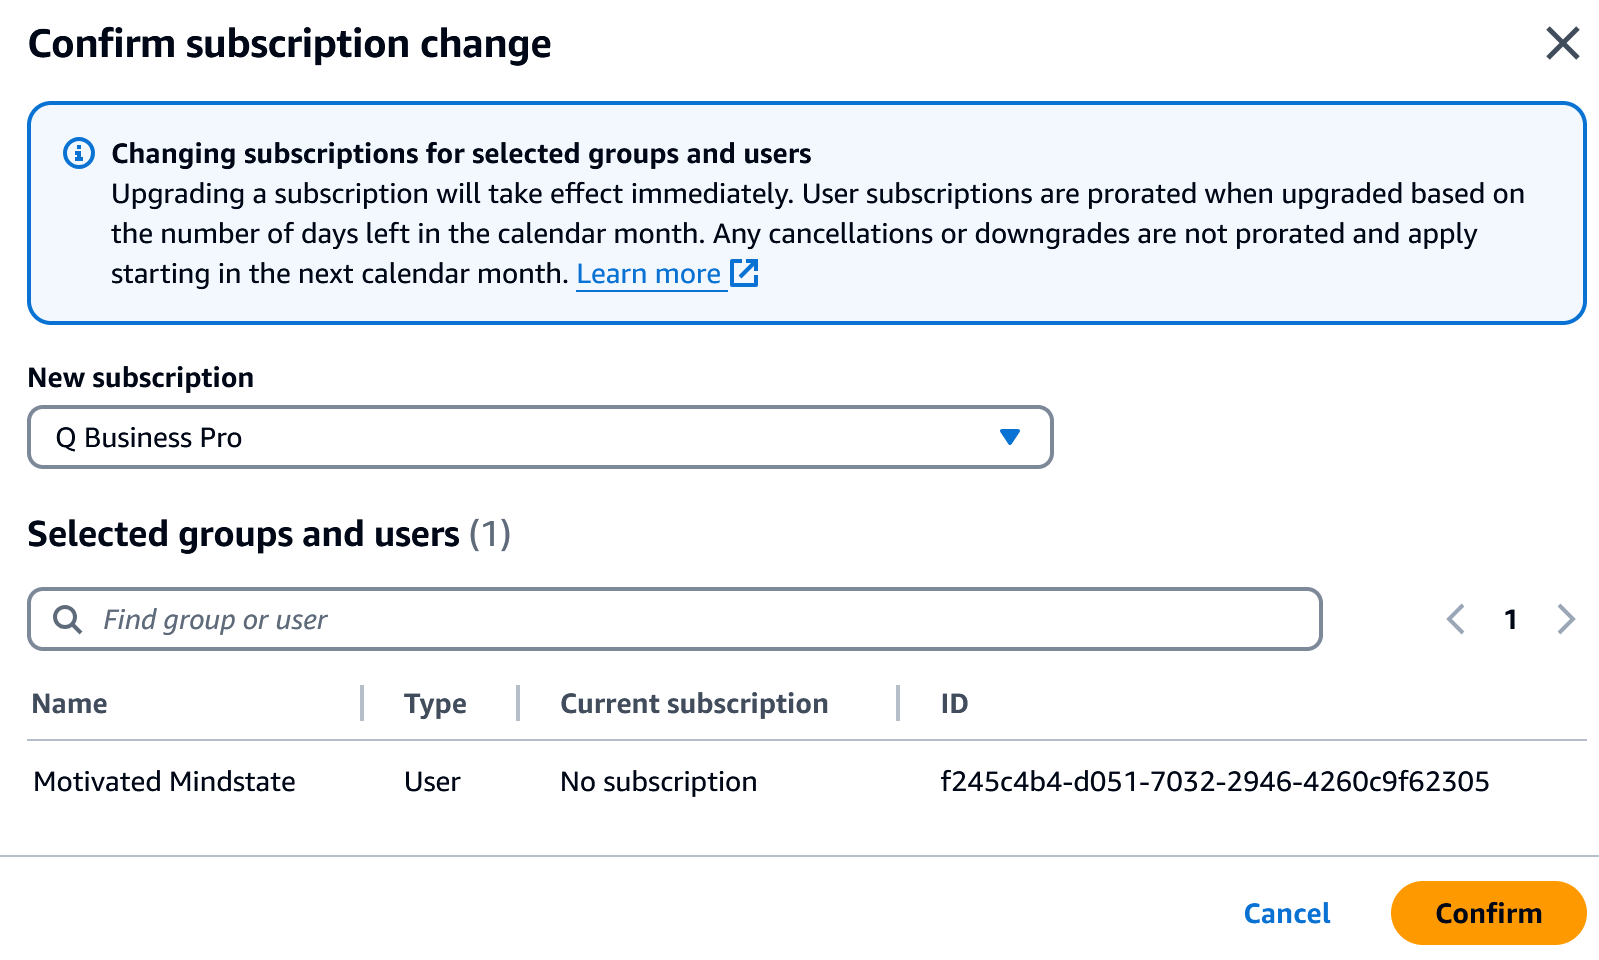 Confirm subscription change
Changing subscriptions for selected groups and users
Upgrading a subscription will take effect immediately. User subscriptions are prorated when upgraded based on
the number of days left in the calendar month. Any cancellations or downgrades are not prorated and apply
starting in the next calendar month. Learn more
New subscription
Q Business Pro
Selected groups and users (1)
Find group or user 1
Name Type Current subscription ID
Motivated Mindstate User No subscription f245c4b4-d051-7032-2946-4260c9f62305
Cancel Confirm